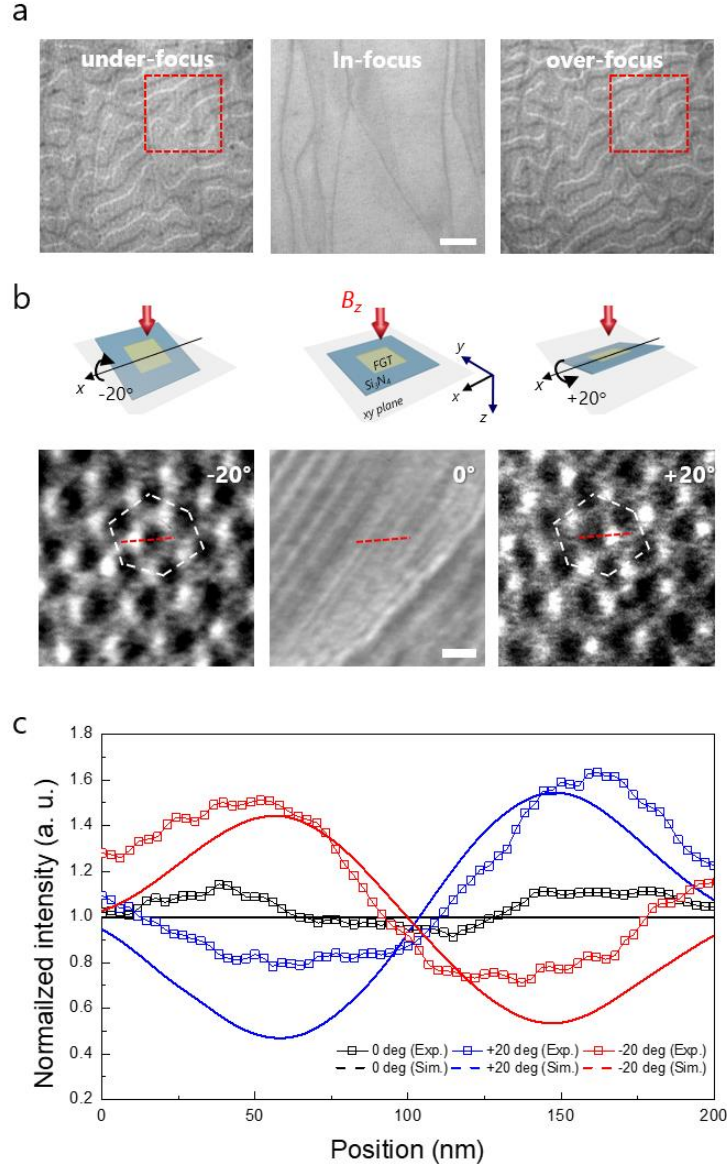 a
under-focus
In-focus
over-focus
b
B_z
x
-20°
FGT
Si₃N₄
xy plane
y
x
z
x
+20°
-20°
0°
+20°
c
Normailzed intensity (a. u.)
1.8
1.6
1.4
1.2
1.0
0.8
0.6
0.4
0.2
0 deg (Exp.) +20 deg (Exp.) -20 deg (Exp.)
0 deg (Sim.) +20 deg (Sim.) -20 deg (Sim.)
0 50 100 150 200
Position (nm)